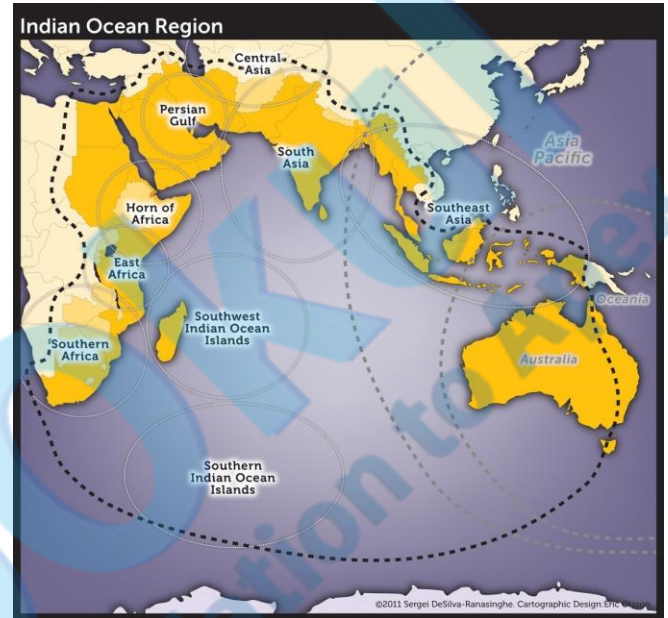 Indian Ocean Region
Central
Asia
Persian
Gulf
South
Asia
Asia
Pacific
Horn of
Africa
Southeast
Asia
East
Africa
Oceania
Southwest
Indian Ocean
Islands
Southern
Africa
Australia
Southern
Indian Ocean
Islands
©2011 Sergei DeSilva-Ranasinghe. Cartographic Design: Eric